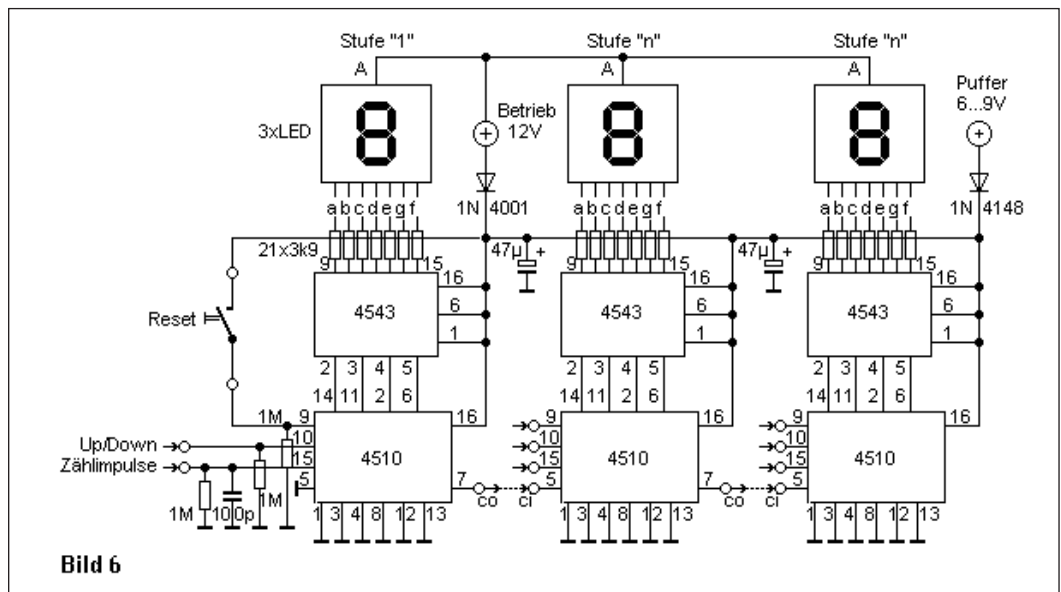 Stufe "1" Stufe "n" Stufe "n"
A A A
Puffer
6...9V
Betrieb
12V
3xLED
8 8 8
abcdegf 1N 4001 abcdegf abcdegf 1N 4148
21x3k9 47µ + 47µ +
9 15 9 15 9 15
16 16 16
4543 4543 4543
6 6 6
Reset
1 1 1
2 3 4 5 2 3 4 5 2 3 4 5
14 11 2 6 14 11 2 6 14 11 2 6
1M 9 16 9 16 9 16
Up/Down 10 10 10
4510 4510 4510
Zählimpulse 15 15 15
5 7 5 7 5
co ci co ci
1M 100p 1M
1 3 4 8 12 13 1 3 4 8 12 13 1 3 4 8 12 13
Bild 6